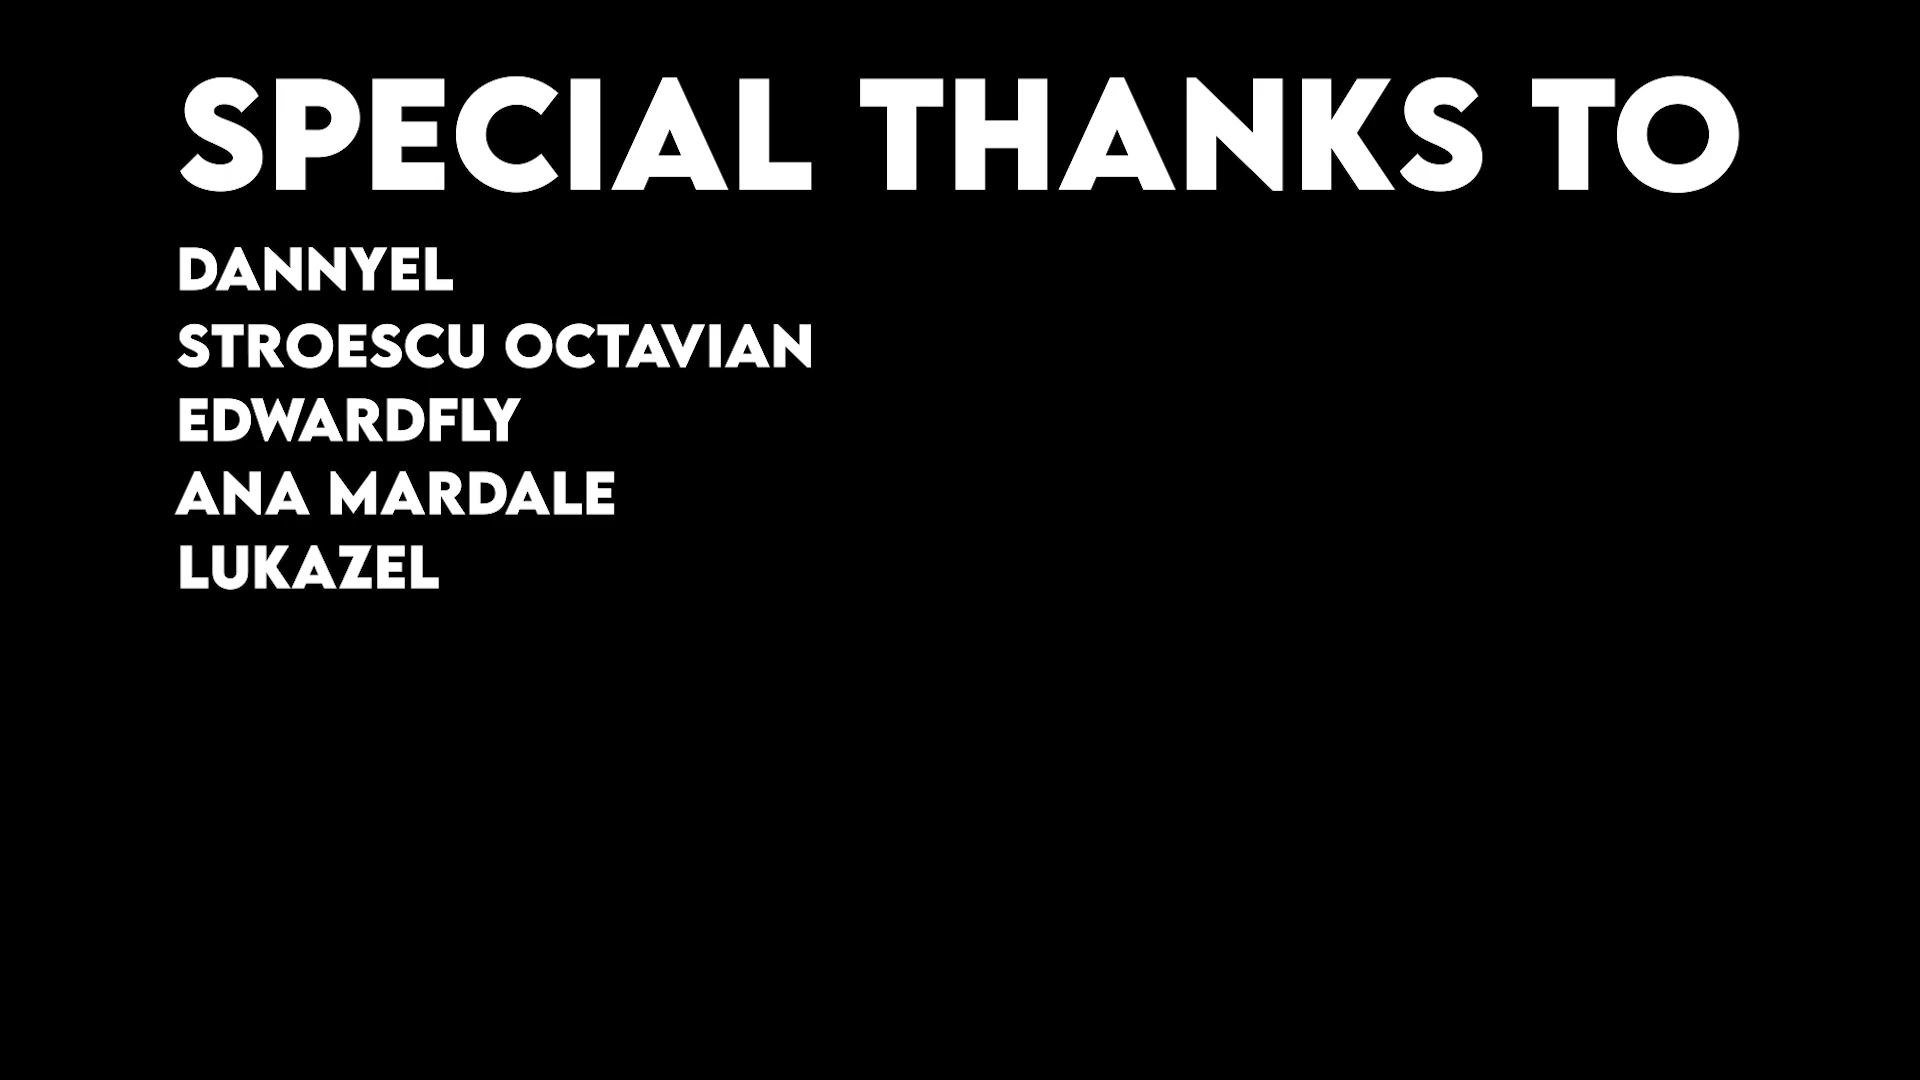 SPECIAL THANKS TO
DANNYEL
STROESCU OCTAVIAN
EDWARDFLY
ANA MARDALE
LUKAZEL